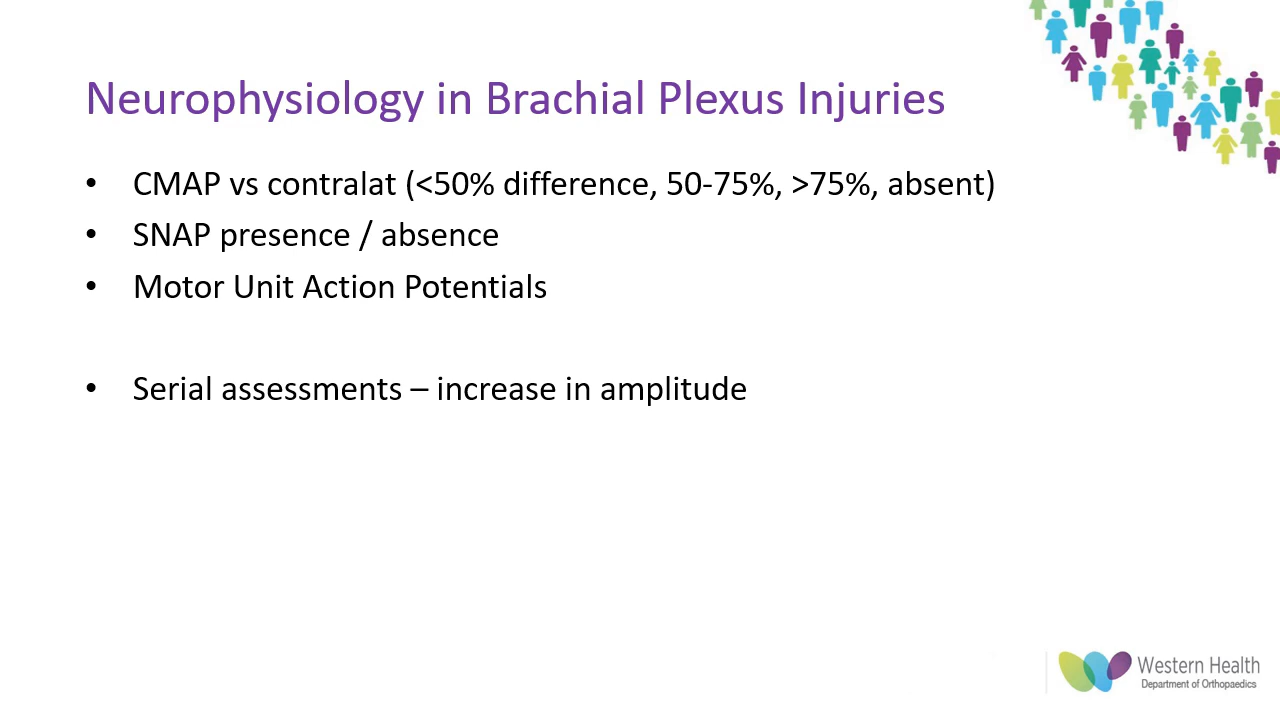 Neurophysiology in Brachial Plexus Injuries
• CMAP vs contralat (<50% difference, 50-75%, >75%, absent)
• SNAP presence / absence
• Motor Unit Action Potentials
• Serial assessments – increase in amplitude
Western Health
Department of Orthopaedics